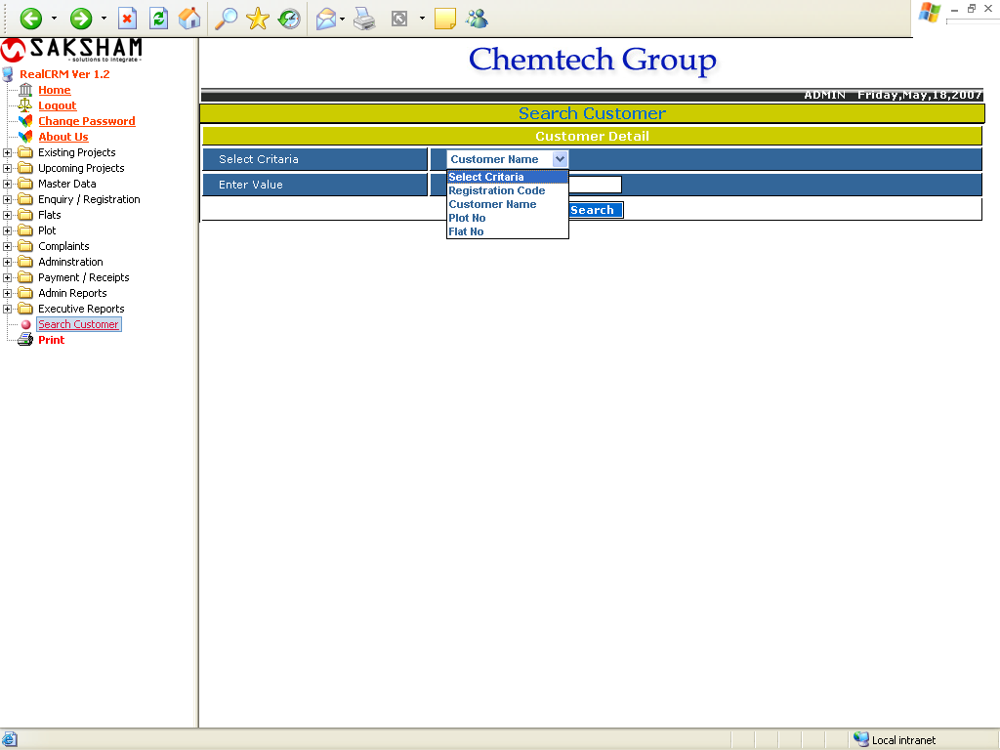 SAKSHAM
- solutions to integrate -
RealCRM Ver 1.2
Home
Logout
Change Password
About Us
Existing Projects
Upcoming Projects
Master Data
Enquiry / Registration
Flats
Plot
Complaints
Adminstration
Payment / Receipts
Admin Reports
Executive Reports
Search Customer
Print
Chemtech Group
ADMIN Friday,May,18,2007
Search Customer
Customer Detail
Select Critaria
Customer Name
Select Critaria
Registration Code
Customer Name
Plot No
Flat No
Enter Value
Search
Local intranet